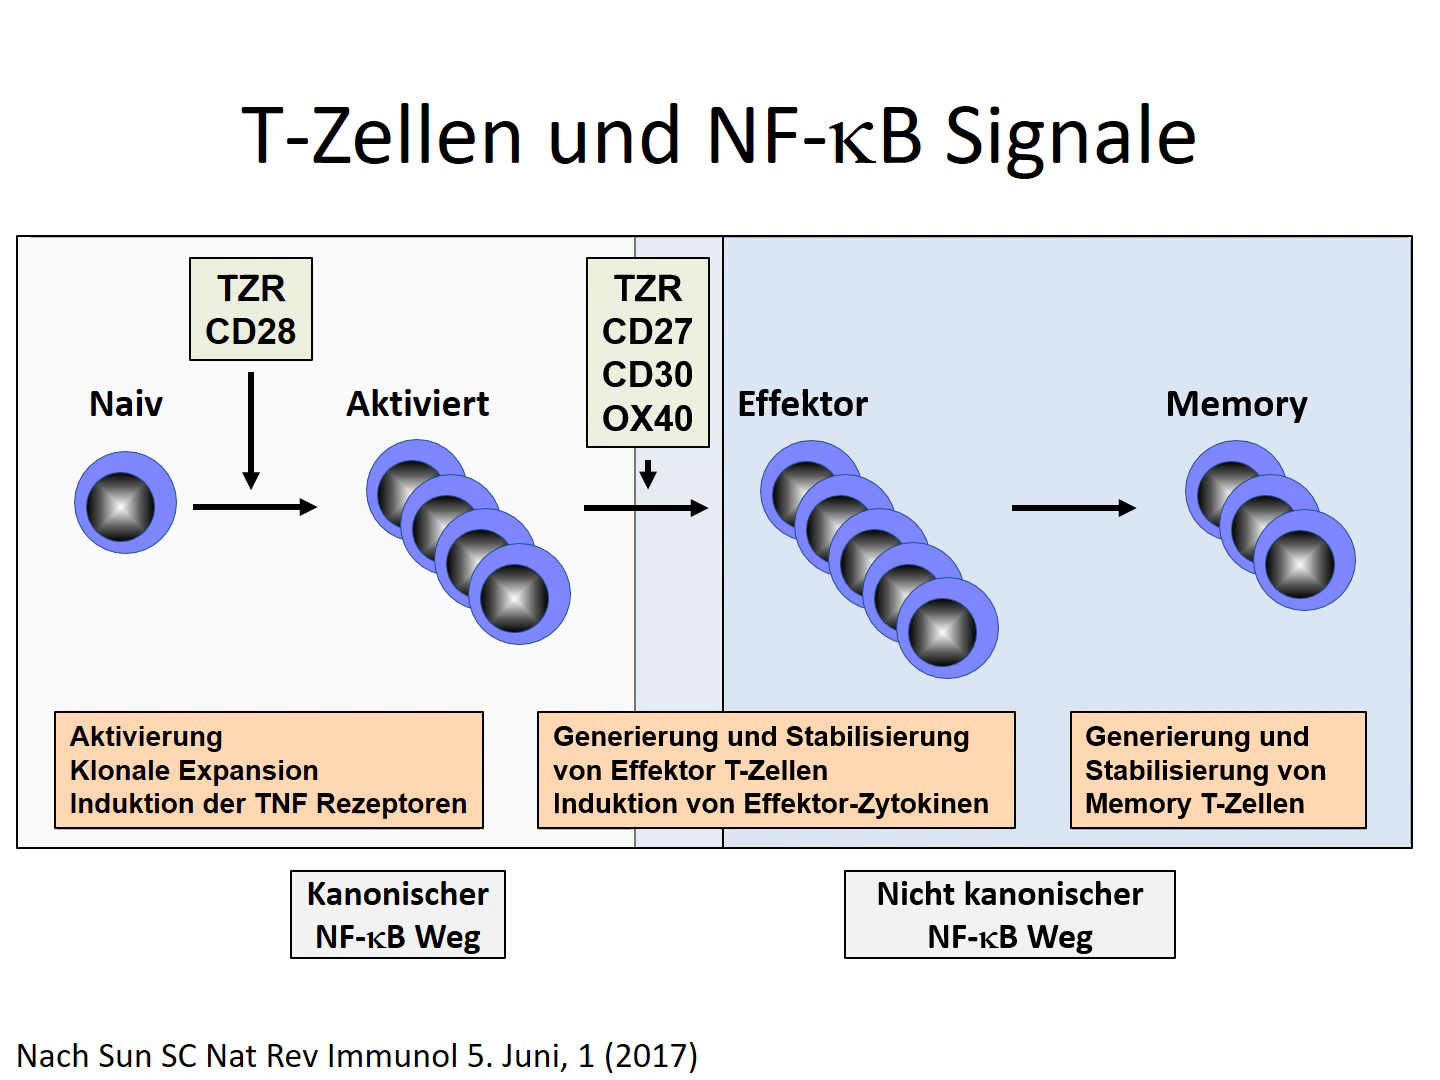 T-Zellen und NF-κB Signale
TZR
CD28
TZR
CD27
CD30
OX40
Naiv
Aktiviert
Effektor
Memory
Aktivierung
Klonale Expansion
Induktion der TNF Rezeptoren
Generierung und Stabilisierung
von Effektor T-Zellen
Induktion von Effektor-Zytokinen
Generierung und
Stabilisierung von
Memory T-Zellen
Kanonischer
NF-κB Weg
Nicht kanonischer
NF-κB Weg
Nach Sun SC Nat Rev Immunol 5. Juni, 1 (2017)